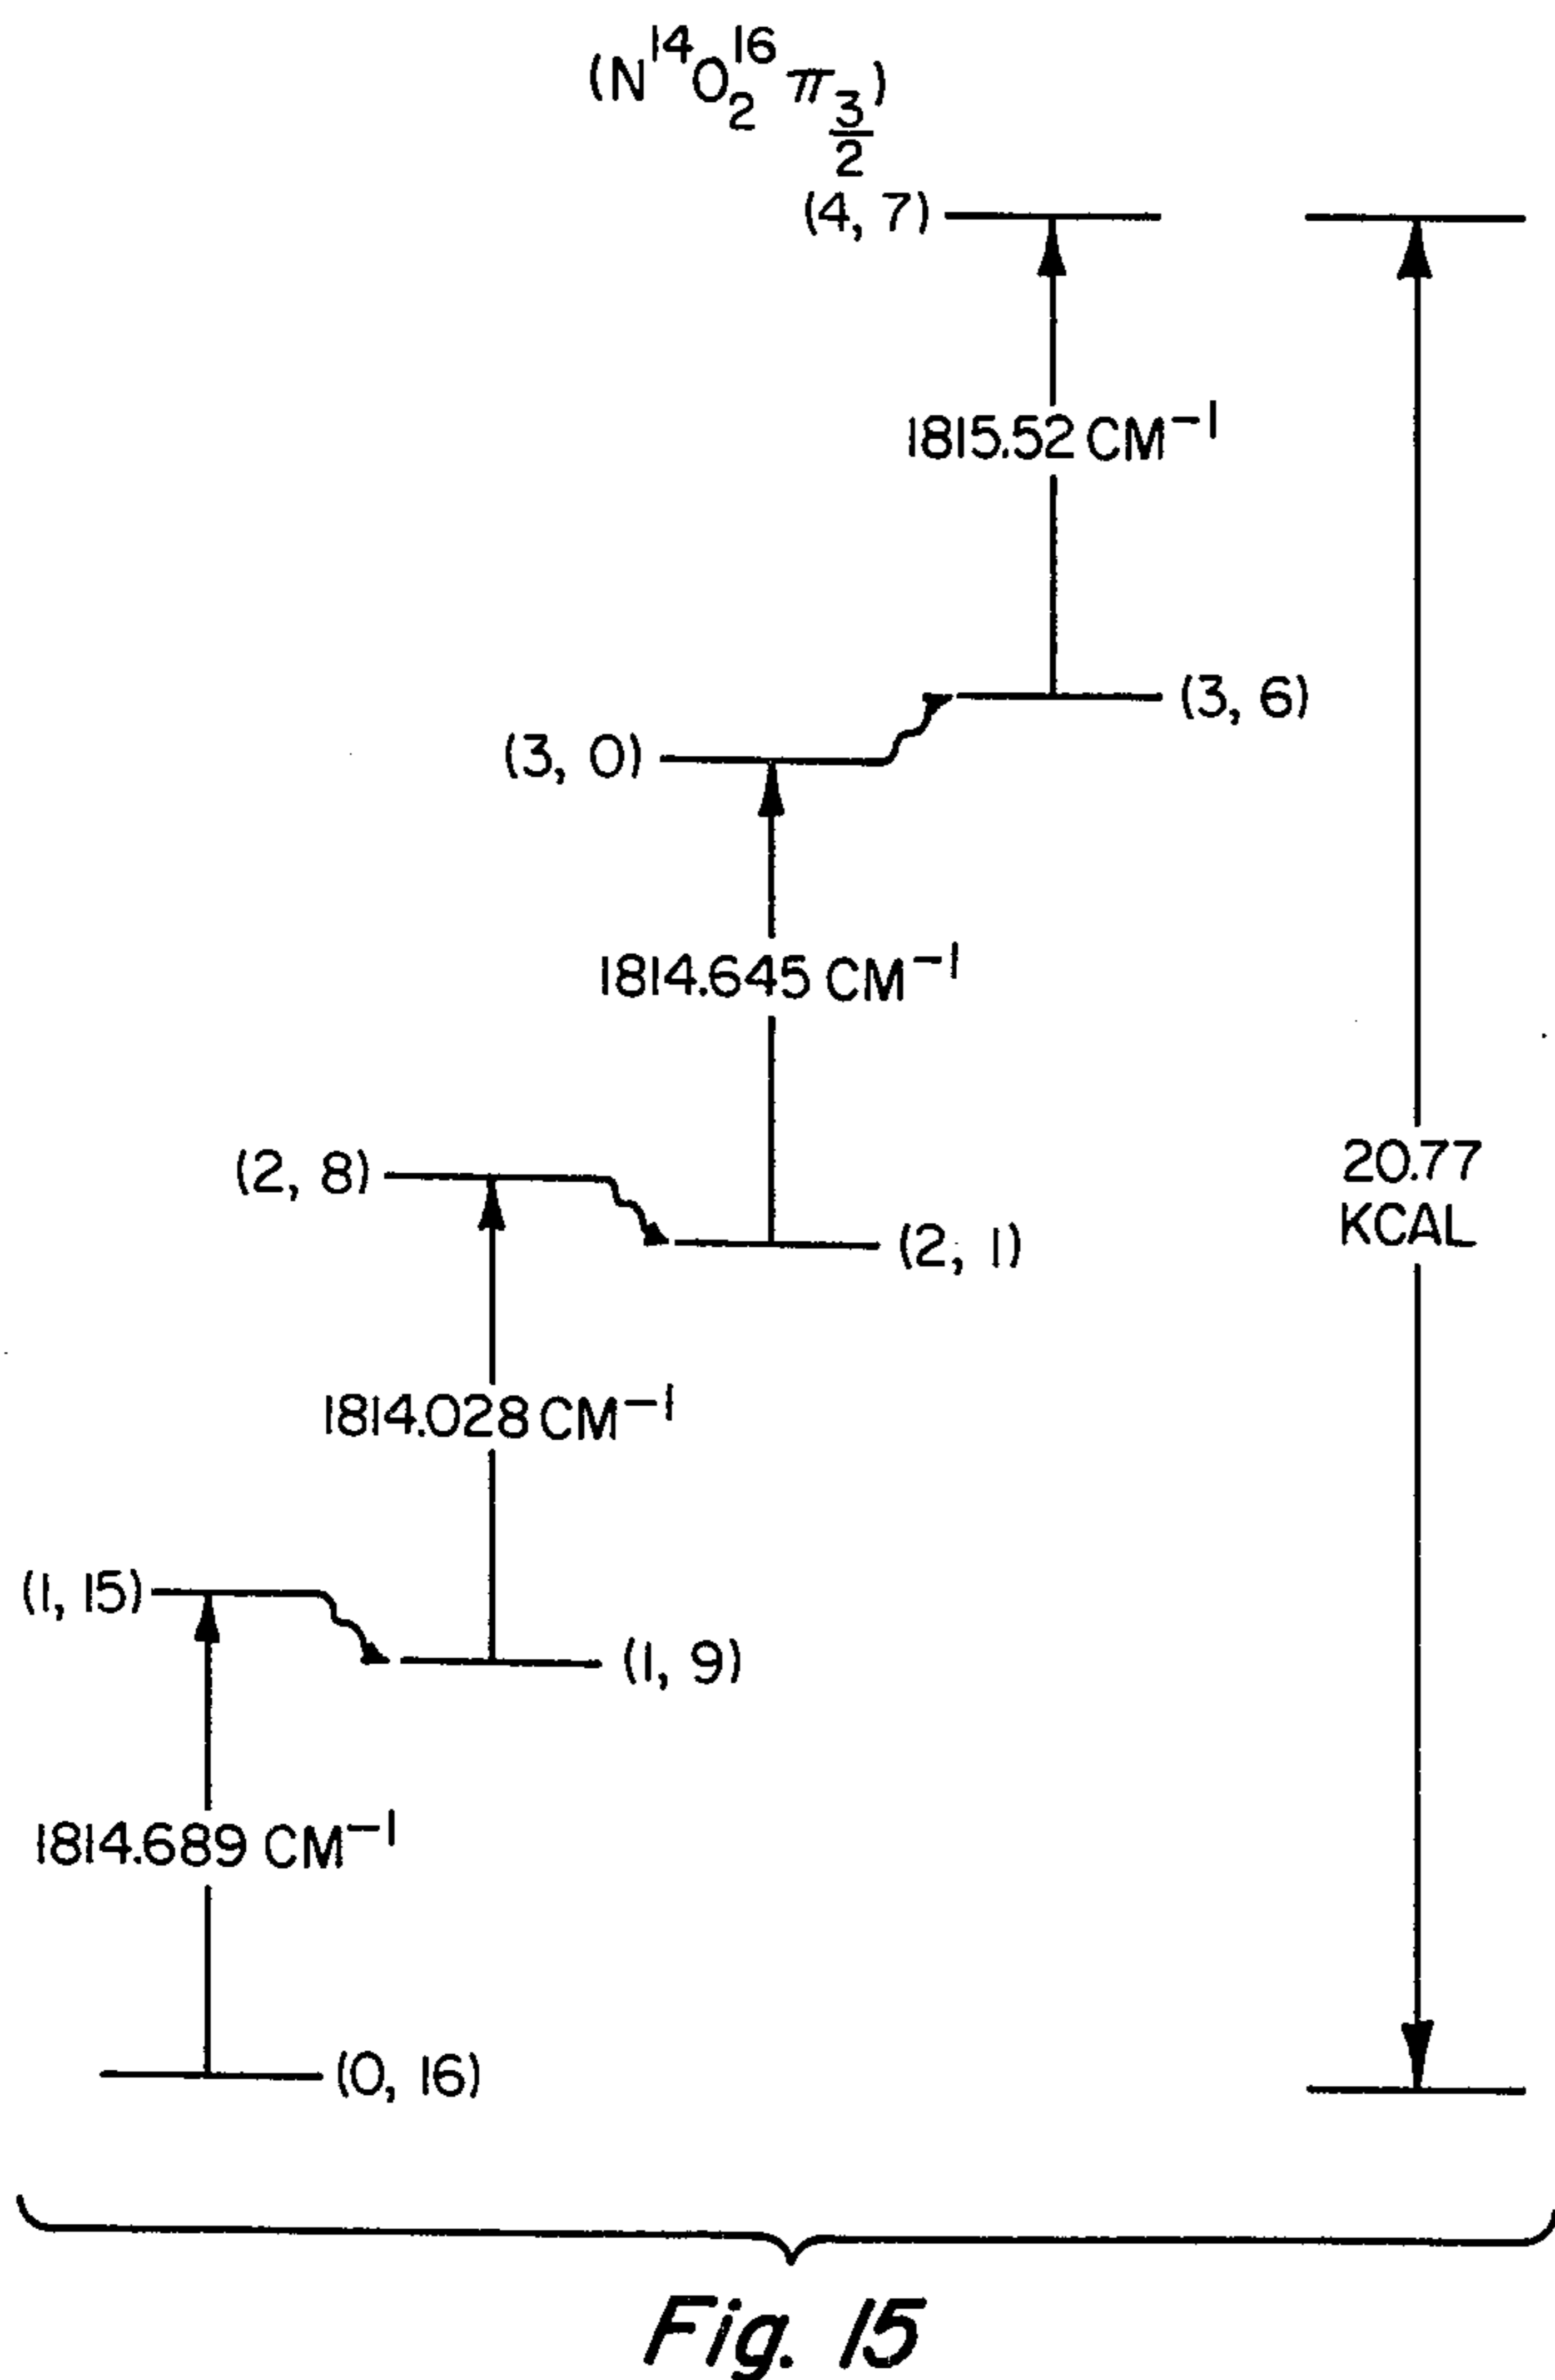 (N¹⁴O₂¹⁶ π 3/2)
(4, 7)
1815.52 CM⁻¹
(3, 6)
(3, 0)
1814.645 CM⁻¹
(2, 8)
20.77
KCAL
(2, 1)
1814.028 CM⁻¹
(1, 15)
(1, 9)
1814.689 CM⁻¹
(0, 16)
Fig. 15